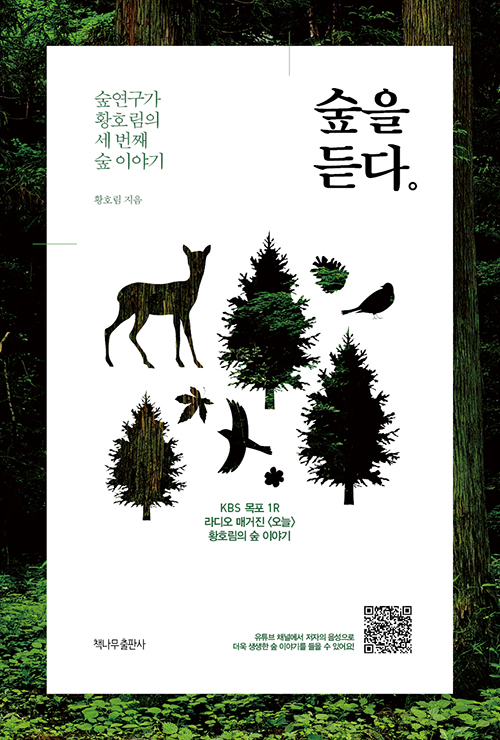 숲연구가
황호림의
세 번째
숲 이야기
황호림 지음
숲을
듣다。
KBS 목포 1R
라디오 매거진 〈오늘〉
황호림의 숲 이야기
유튜브 채널에서 저자의 음성으로
더욱 생생한 숲 이야기를 들을 수 있어요!
책나무출판사